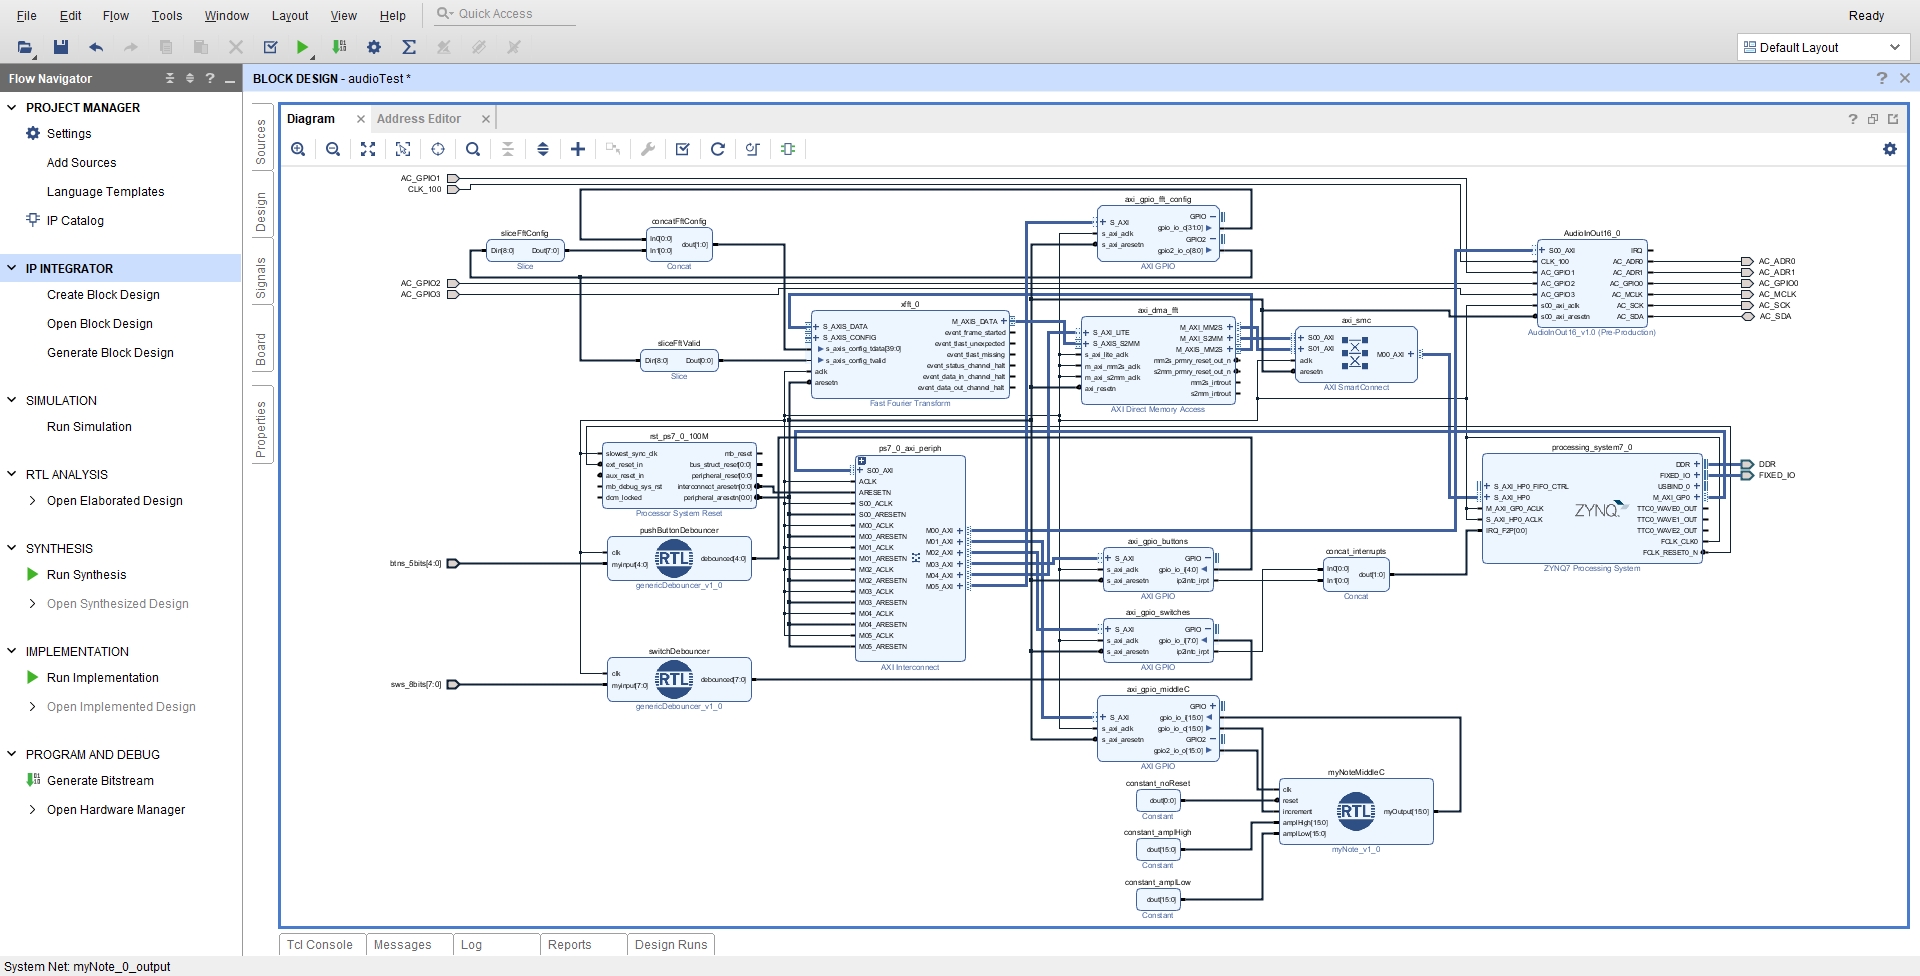 File Edit Flow Tools Window Layout View Help Quick Access Ready
Default Layout
Flow Navigator
BLOCK DESIGN - audioTest *
PROJECT MANAGER
Settings
Add Sources
Language Templates
IP Catalog
IP INTEGRATOR
Create Block Design
Open Block Design
Generate Block Design
SIMULATION
Run Simulation
RTL ANALYSIS
Open Elaborated Design
SYNTHESIS
Run Synthesis
Open Synthesized Design
IMPLEMENTATION
Run Implementation
Open Implemented Design
PROGRAM AND DEBUG
Generate Bitstream
Open Hardware Manager
Sources
Design
Signals
Board
Properties
Diagram
Address Editor
AC_GPIO1
CLK_100
AC_GPIO2
AC_GPIO3
btns_5bits[4:0]
sws_8bits[7:0]
sliceFftConfig
Din[8:0] Dout[7:0]
Slice
concatFftConfig
In0[0:0]
In1[0:0]
dout[1:0]
Concat
sliceFftValid
Din[8:0] Dout[0:0]
Slice
xfft_0
S_AXIS_DATA
S_AXIS_CONFIG
s_axis_config_tdata[39:0]
s_axis_config_tvalid
aclk
aresetn
M_AXIS_DATA
event_frame_started
event_tlast_unexpected
event_tlast_missing
event_status_channel_halt
event_data_in_channel_halt
event_data_out_channel_halt
Fast Fourier Transform
axi_gpio_fft_config
S_AXI
s_axi_aclk
s_axi_aresetn
GPIO
gpio_io_o[31:0]
GPIO2
gpio2_io_o[8:0]
AXI GPIO
axi_dma_fft
S_AXI_LITE
S_AXIS_S2MM
s_axi_lite_aclk
m_axi_mm2s_aclk
m_axi_s2mm_aclk
axi_resetn
M_AXI_MM2S
M_AXI_S2MM
M_AXIS_MM2S
mm2s_prmry_reset_out_n
s2mm_prmry_reset_out_n
mm2s_introut
s2mm_introut
AXI Direct Memory Access
axi_smc
S00_AXI
S01_AXI
aclk
aresetn
M00_AXI
AXI SmartConnect
AudioInOut16_0
S00_AXI
CLK_100
AC_GPIO1
AC_GPIO2
AC_GPIO3
s00_axi_aclk
s00_axi_aresetn
IRQ
AC_ADR0
AC_ADR1
AC_GPIO0
AC_MCLK
AC_SCK
AC_SDA
AudioInOut16_v1.0 (Pre-Production)
AC_ADR0
AC_ADR1
AC_GPIO0
AC_MCLK
AC_SCK
AC_SDA
rst_ps7_0_100M
slowest_sync_clk
ext_reset_in
aux_reset_in
mb_debug_sys_rst
dcm_locked
mb_reset
bus_struct_reset[0:0]
peripheral_reset[0:0]
interconnect_aresetn[0:0]
peripheral_aresetn[0:0]
Processor System Reset
pushButtonDebouncer
clk
myinput[4:0]
RTL
debounced[4:0]
genericDebouncer_v1_0
switchDebouncer
clk
myinput[7:0]
RTL
debounced[7:0]
genericDebouncer_v1_0
ps7_0_axi_periph
S00_AXI
ACLK
ARESETN
S00_ACLK
S00_ARESETN
M00_ACLK
M00_ARESETN
M01_ACLK
M01_ARESETN
M02_ACLK
M02_ARESETN
M03_ACLK
M03_ARESETN
M04_ACLK
M04_ARESETN
M05_ACLK
M05_ARESETN
M00_AXI
M01_AXI
M02_AXI
M03_AXI
M04_AXI
M05_AXI
AXI Interconnect
axi_gpio_buttons
S_AXI
s_axi_aclk
s_axi_aresetn
GPIO
gpio_io_i[4:0]
ip2intc_irpt
AXI GPIO
axi_gpio_switches
S_AXI
s_axi_aclk
s_axi_aresetn
GPIO
gpio_io_i[7:0]
ip2intc_irpt
AXI GPIO
concat_interrupts
In0[0:0]
In1[0:0]
dout[1:0]
Concat
processing_system7_0
S_AXI_HP0_FIFO_CTRL
S_AXI_HP0
M_AXI_GP0_ACLK
S_AXI_HP0_ACLK
IRQ_F2P[0:0]
ZYNQ
DDR
FIXED_IO
USBIND_0
M_AXI_GP0
TTC0_WAVE0_OUT
TTC0_WAVE1_OUT
TTC0_WAVE2_OUT
FCLK_CLK0
FCLK_RESET0_N
ZYNQ7 Processing System
DDR
FIXED_IO
axi_gpio_middleC
S_AXI
s_axi_aclk
s_axi_aresetn
GPIO
gpio_io_i[15:0]
gpio_io_o[15:0]
GPIO2
gpio2_io_o[15:0]
AXI GPIO
constant_noReset
dout[0:0]
Constant
constant_amplHigh
dout[15:0]
Constant
constant_amplLow
dout[15:0]
Constant
myNoteMiddleC
clk
reset
increment
amplHigh[15:0]
amplLow[15:0]
RTL
myOutput[15:0]
myNote_v1_0
Tcl Console Messages Log Reports Design Runs
System Net: myNote_0_output